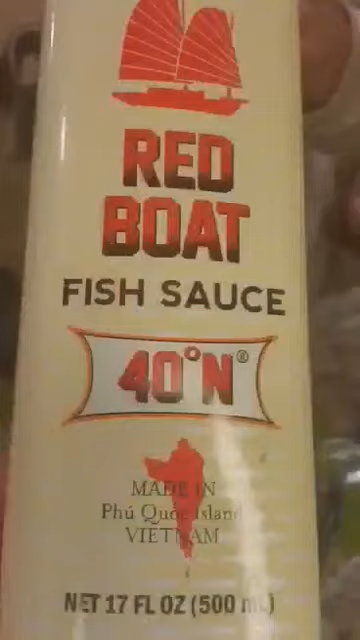 RED
BOAT
FISH SAUCE
40°N®
MADE IN
Phú Quốc Island
VIETNAM
NET 17 FL OZ (500 mL)